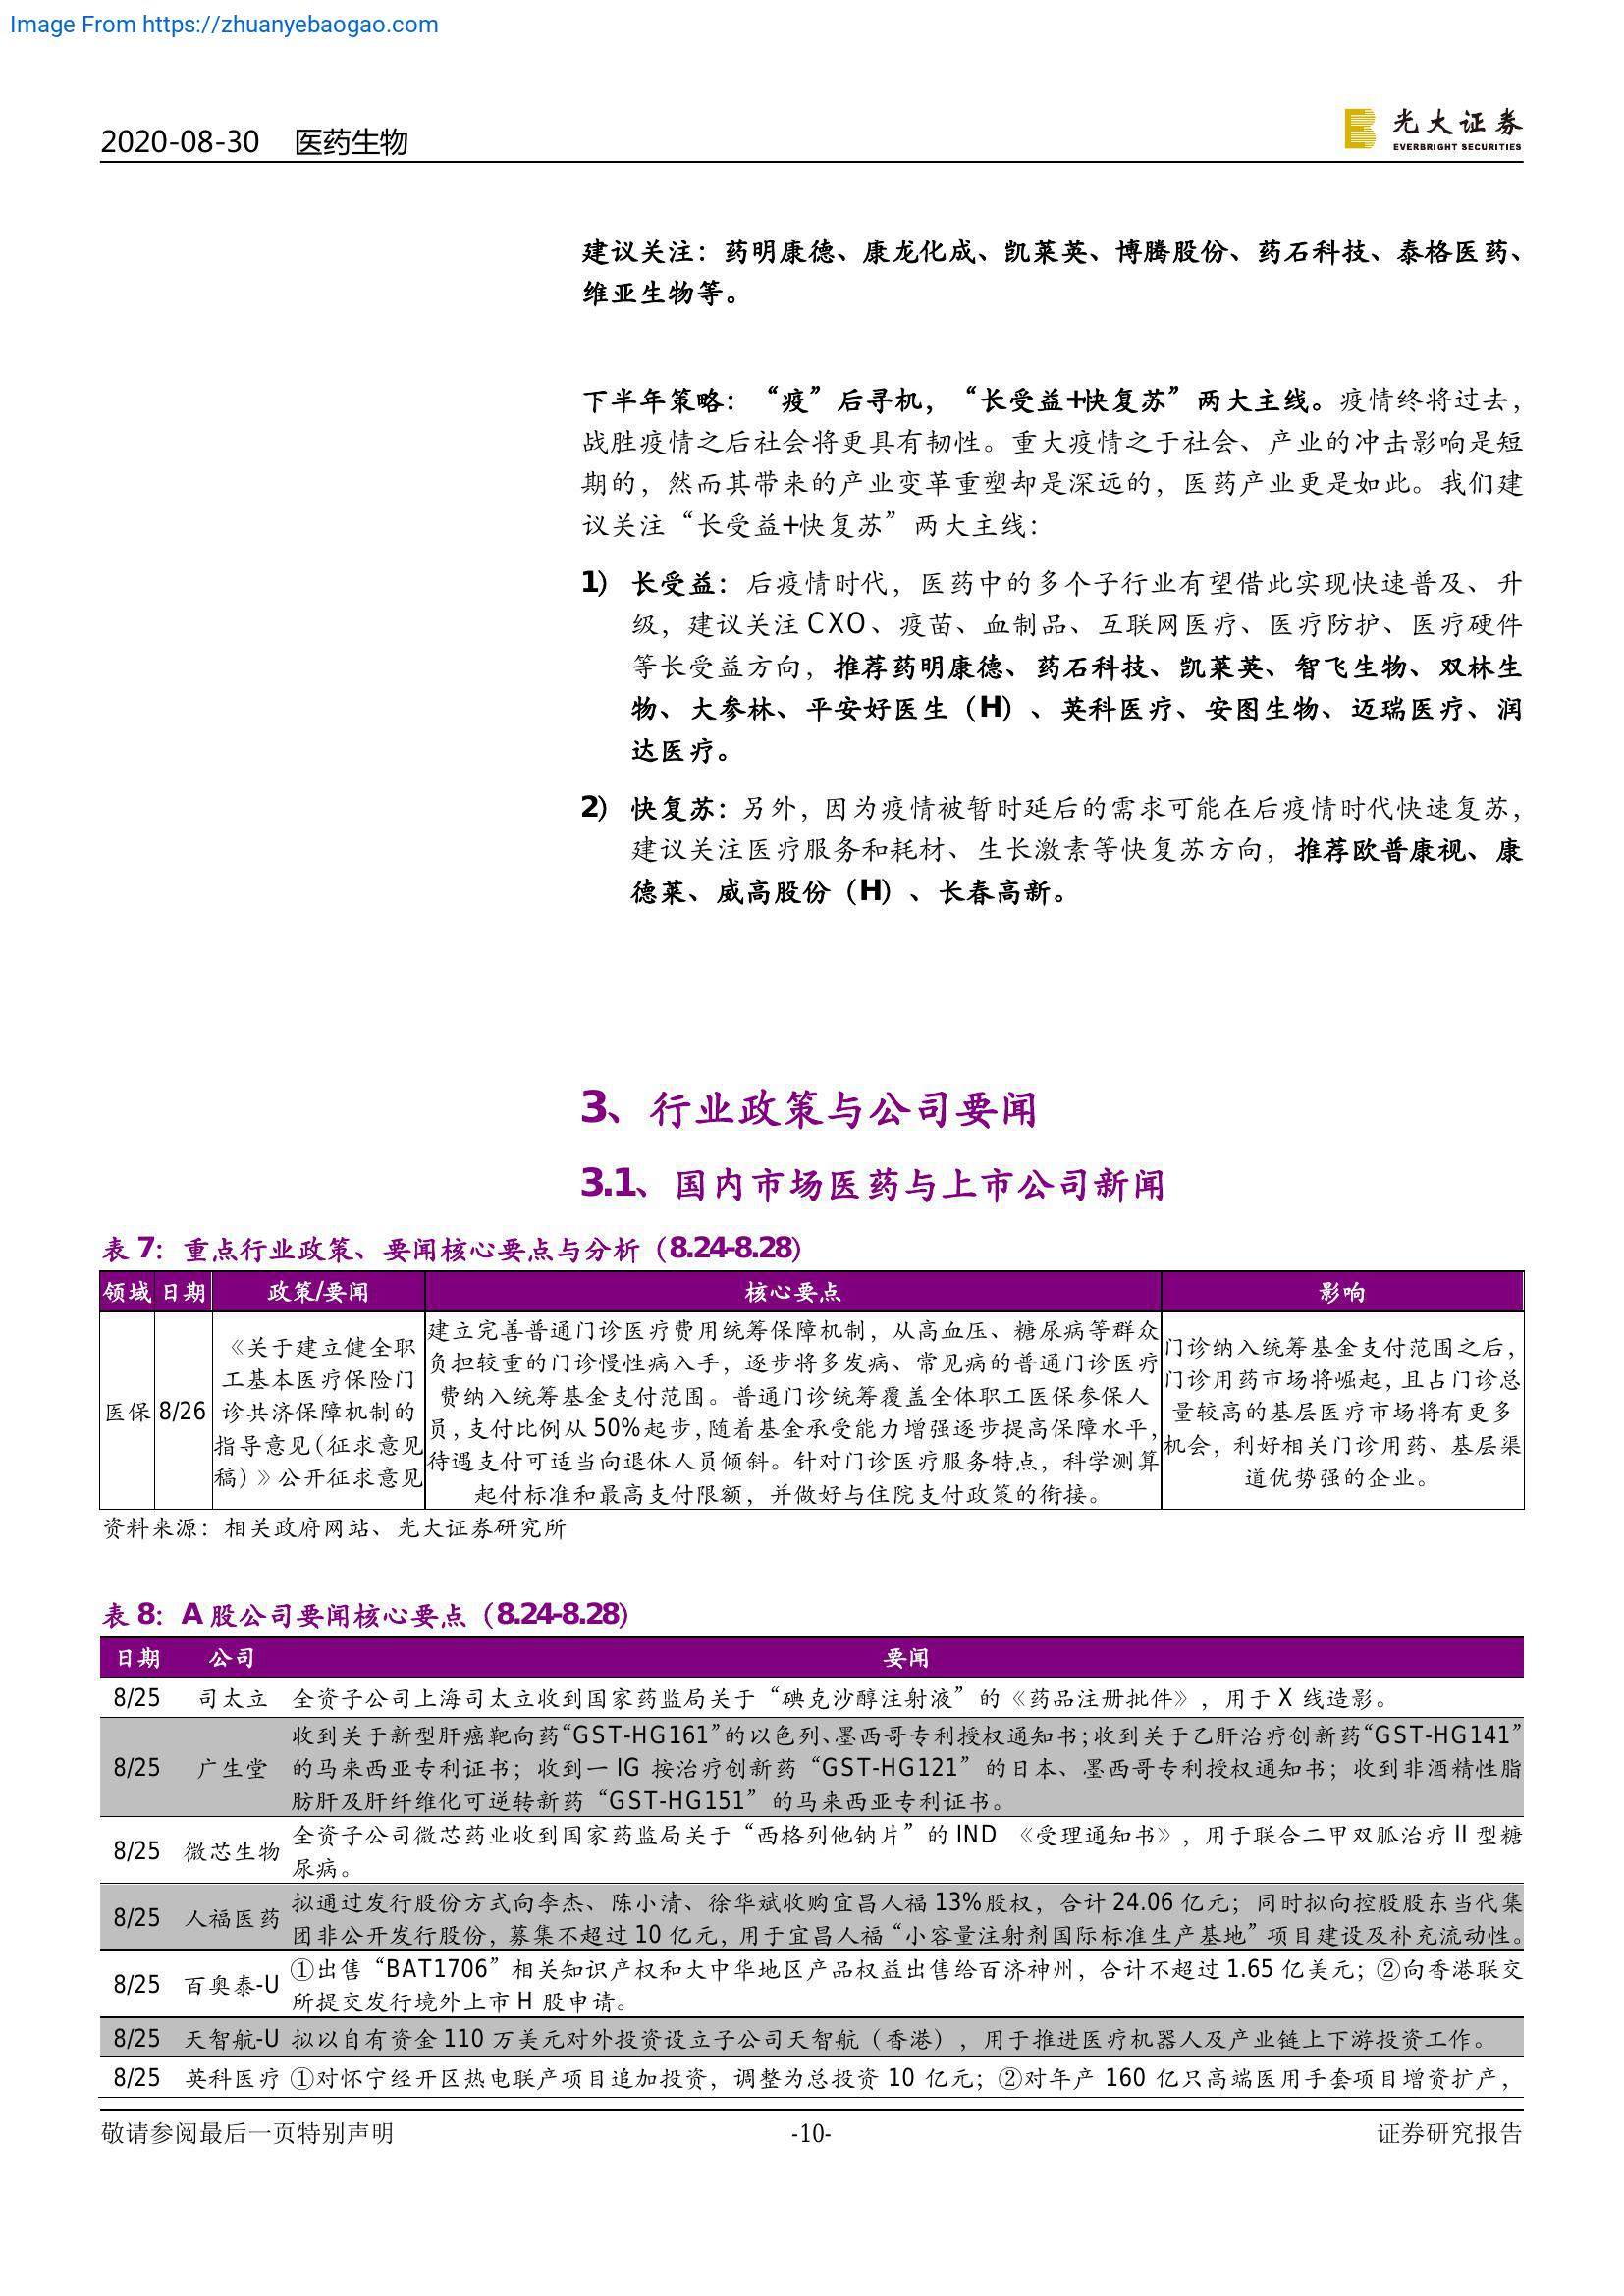 Image From https://zhuanyebaogao.com
2020-08-30 医药生物
光大证券
EVERBRIGHT SECURITIES
建议关注：药明康德、康龙化成、凯莱英、博腾股份、药石科技、泰格医药、
维亚生物等。
下半年策略：“疫”后寻机，“长受益+快复苏”两大主线。疫情终将过去，
战胜疫情之后社会将更具有韧性。重大疫情之于社会、产业的冲击影响是短
期的，然而其带来的产业变革重塑却是深远的，医药产业更是如此。我们建
议关注“长受益+快复苏”两大主线：
1） 长受益：后疫情时代，医药中的多个子行业有望借此实现快速普及、升
级，建议关注 CXO、疫苗、血制品、互联网医疗、医疗防护、医疗硬件
等长受益方向，推荐药明康德、药石科技、凯莱英、智飞生物、双林生
物、大参林、平安好医生（H）、英科医疗、安图生物、迈瑞医疗、润
达医疗。
2） 快复苏：另外，因为疫情被暂时延后的需求可能在后疫情时代快速复苏，
建议关注医疗服务和耗材、生长激素等快复苏方向，推荐欧普康视、康
德莱、威高股份（H）、长春高新。
3、行业政策与公司要闻
3.1、国内市场医药与上市公司新闻
表 7：重点行业政策、要闻核心要点与分析（8.24-8.28）
领域 日期 政策/要闻 核心要点 影响
医保 8/26
《关于建立健全职
工基本医疗保险门
诊共济保障机制的
指导意见（征求意见
稿）》公开征求意见
建立完善普通门诊医疗费用统筹保障机制，从高血压、糖尿病等群众
负担较重的门诊慢性病入手，逐步将多发病、常见病的普通门诊医疗
费纳入统筹基金支付范围。普通门诊统筹覆盖全体职工医保参保人
员，支付比例从 50%起步，随着基金承受能力增强逐步提高保障水平，
待遇支付可适当向退休人员倾斜。针对门诊医疗服务特点，科学测算
起付标准和最高支付限额，并做好与住院支付政策的衔接。
门诊纳入统筹基金支付范围之后，
门诊用药市场将崛起，且占门诊总
量较高的基层医疗市场将有更多
机会，利好相关门诊用药、基层渠
道优势强的企业。
资料来源：相关政府网站、光大证券研究所
表 8：A 股公司要闻核心要点（8.24-8.28）
日期 公司 要闻
8/25 司太立 全资子公司上海司太立收到国家药监局关于“碘克沙醇注射液”的《药品注册批件》，用于 X 线造影。
8/25 广生堂
收到关于新型肝癌靶向药“GST-HG161”的以色列、墨西哥专利授权通知书；收到关于乙肝治疗创新药“GST-HG141”
的马来西亚专利证书；收到一 IG 按治疗创新药“GST-HG121”的日本、墨西哥专利授权通知书；收到非酒精性脂
肪肝及肝纤维化可逆转新药“GST-HG151”的马来西亚专利证书。
8/25 微芯生物
全资子公司微芯药业收到国家药监局关于“西格列他钠片”的 IND 《受理通知书》，用于联合二甲双胍治疗 II 型糖
尿病。
8/25 人福医药
拟通过发行股份方式向李杰、陈小清、徐华斌收购宜昌人福 13%股权，合计 24.06 亿元；同时拟向控股股东当代集
团非公开发行股份，募集不超过 10 亿元，用于宜昌人福“小容量注射剂国际标准生产基地”项目建设及补充流动性。
8/25 百奥泰-U
①出售“BAT1706”相关知识产权和大中华地区产品权益出售给百济神州，合计不超过 1.65 亿美元；②向香港联交
所提交发行境外上市 H 股申请。
8/25 天智航-U 拟以自有资金 110 万美元对外投资设立子公司天智航（香港），用于推进医疗机器人及产业链上下游投资工作。
8/25 英科医疗 ①对怀宁经开区热电联产项目追加投资，调整为总投资 10 亿元；②对年产 160 亿只高端医用手套项目增资扩产，
敬请参阅最后一页特别声明 -10- 证券研究报告